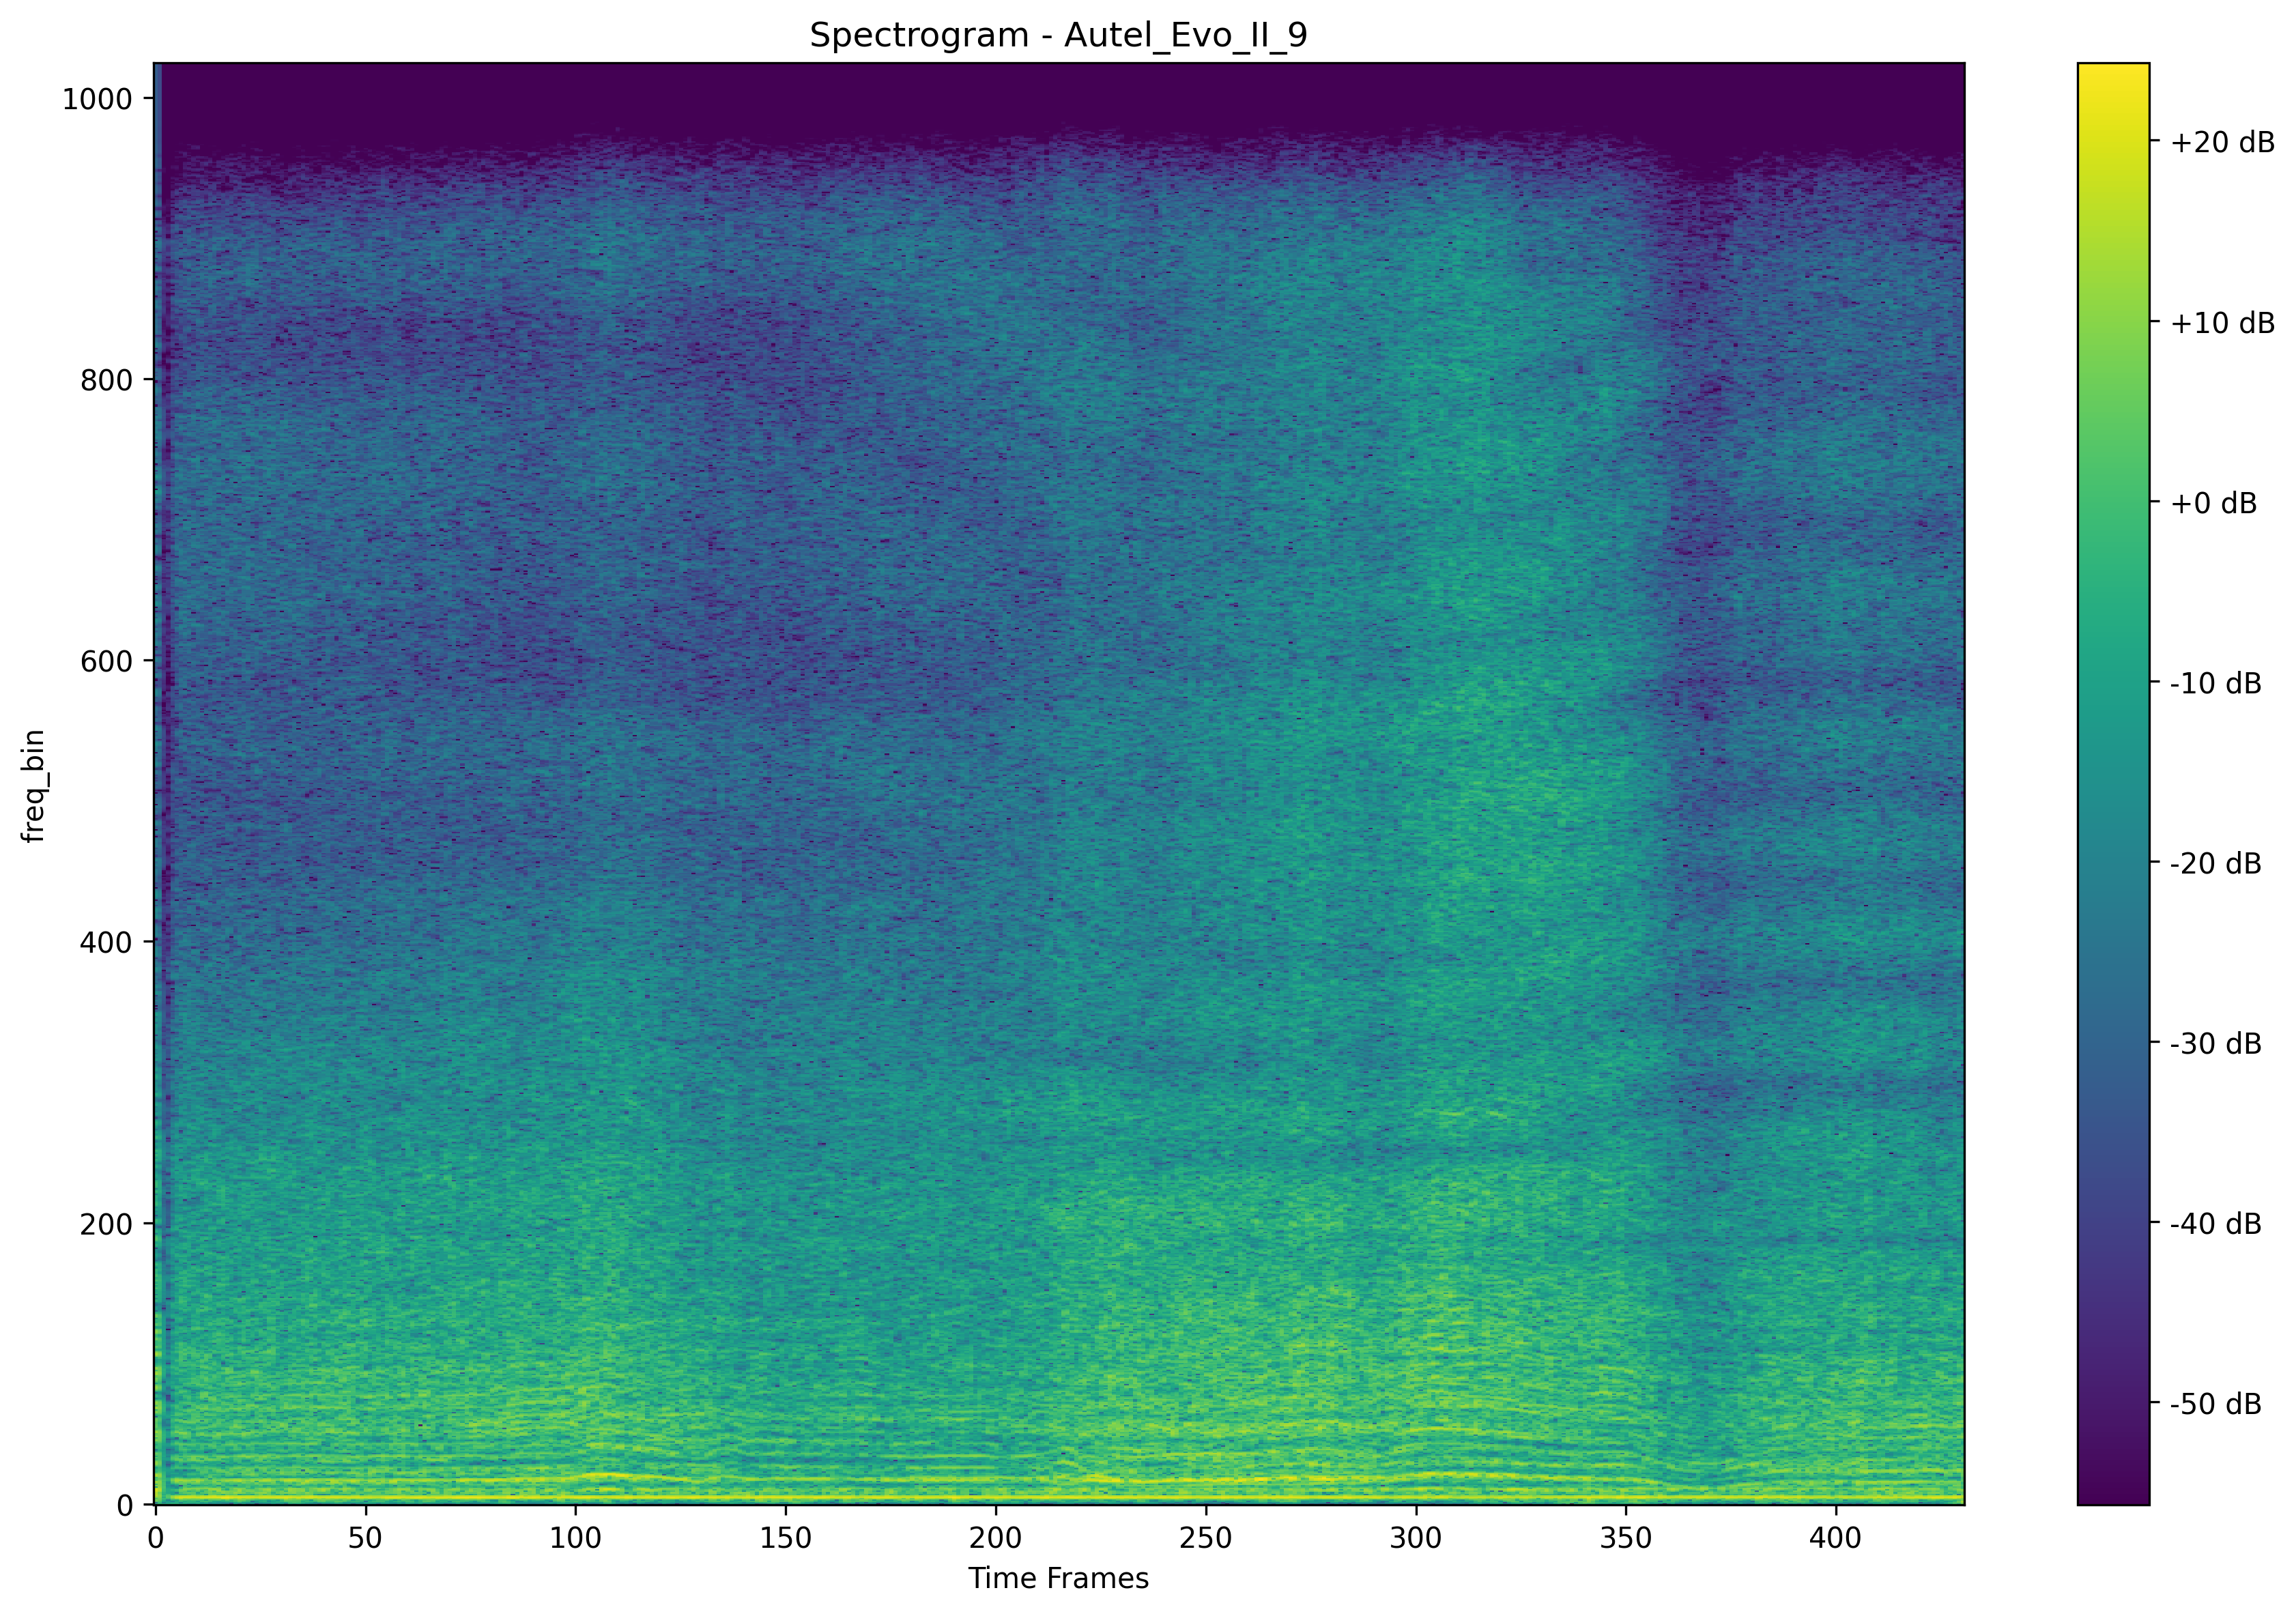 Spectrogram - Autel_Evo_II_9
1000
800
600
400
200
0
freq_bin
0 50 100 150 200 250 300 350 400
Time Frames
+20 dB
+10 dB
+0 dB
-10 dB
-20 dB
-30 dB
-40 dB
-50 dB